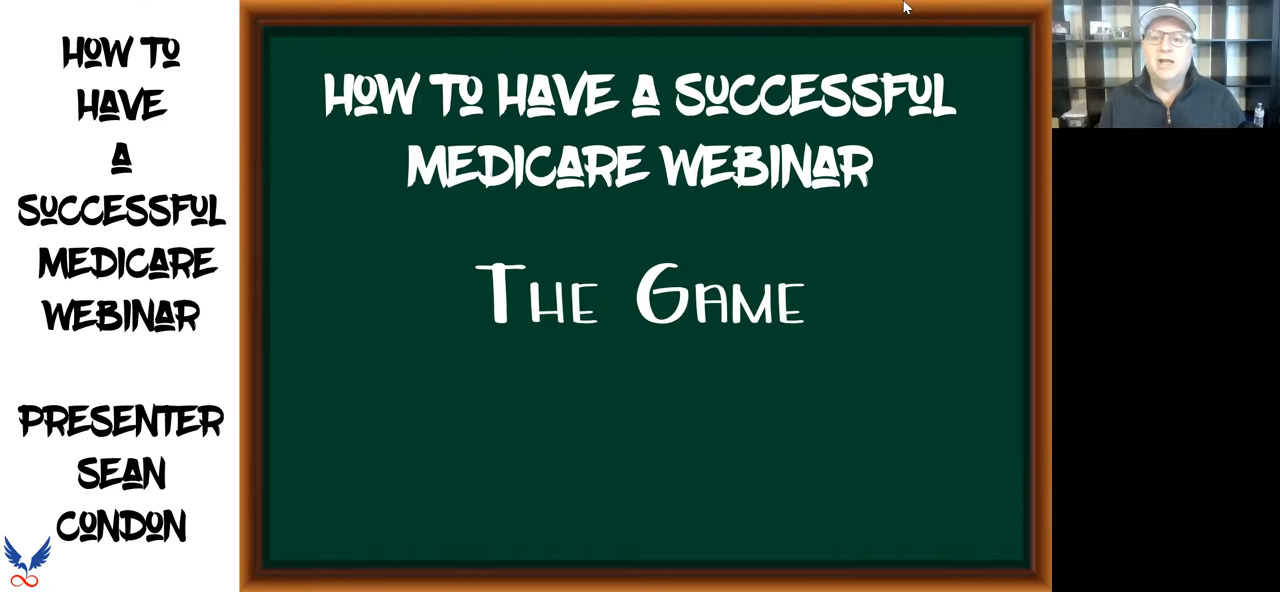 HOW TO
HAVE
A
SUCCESSFUL
MEDICARE
WEBINAR
PRESENTER
SEAN
CONDON
HOW TO HAVE A SUCCESSFUL
MEDICARE WEBINAR
THE GAME